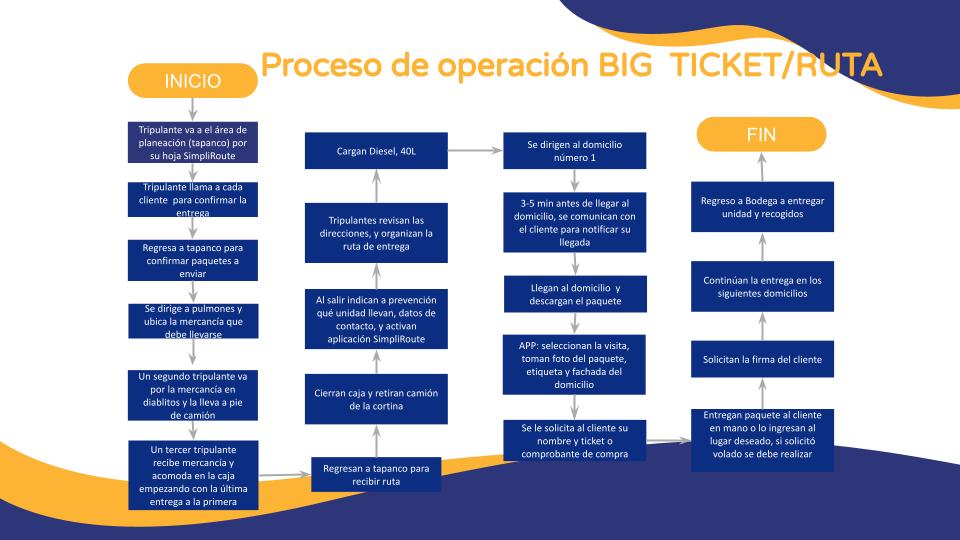 Proceso de operación BIG TICKET/RUTA
INICIO
Tripulante va a el área de
planeación (tapanco) por
su hoja SimpliRoute
Tripulante llama a cada
cliente para confirmar la
entrega
Regresa a tapanco para
confirmar paquetes a
enviar
Se dirige a pulmones y
ubica la mercancía que
debe llevarse
Un segundo tripulante va
por la mercancía en
diablitos y la lleva a pie
de camión
Un tercer tripulante
recibe mercancía y
acomoda en la caja
empezando con la última
entrega a la primera
Regresan a tapanco para
recibir ruta
Cierran caja y retiran camión
de la cortina
Al salir indican a prevención
qué unidad llevan, datos de
contacto, y activan
aplicación SimpliRoute
Tripulantes revisan las
direcciones, y organizan la
ruta de entrega
Cargan Diesel, 40L
Se dirigen al domicilio
número 1
3-5 min antes de llegar al
domicilio, se comunican con
el cliente para notificar su
llegada
Llegan al domicilio y
descargan el paquete
APP: seleccionan la visita,
toman foto del paquete,
etiqueta y fachada del
domicilio
Se le solicita al cliente su
nombre y ticket o
comprobante de compra
Entregan paquete al cliente
en mano o lo ingresan al
lugar deseado, si solicitó
volado se debe realizar
Solicitan la firma del cliente
Continúan la entrega en los
siguientes domicilios
Regreso a Bodega a entregar
unidad y recogidos
FIN